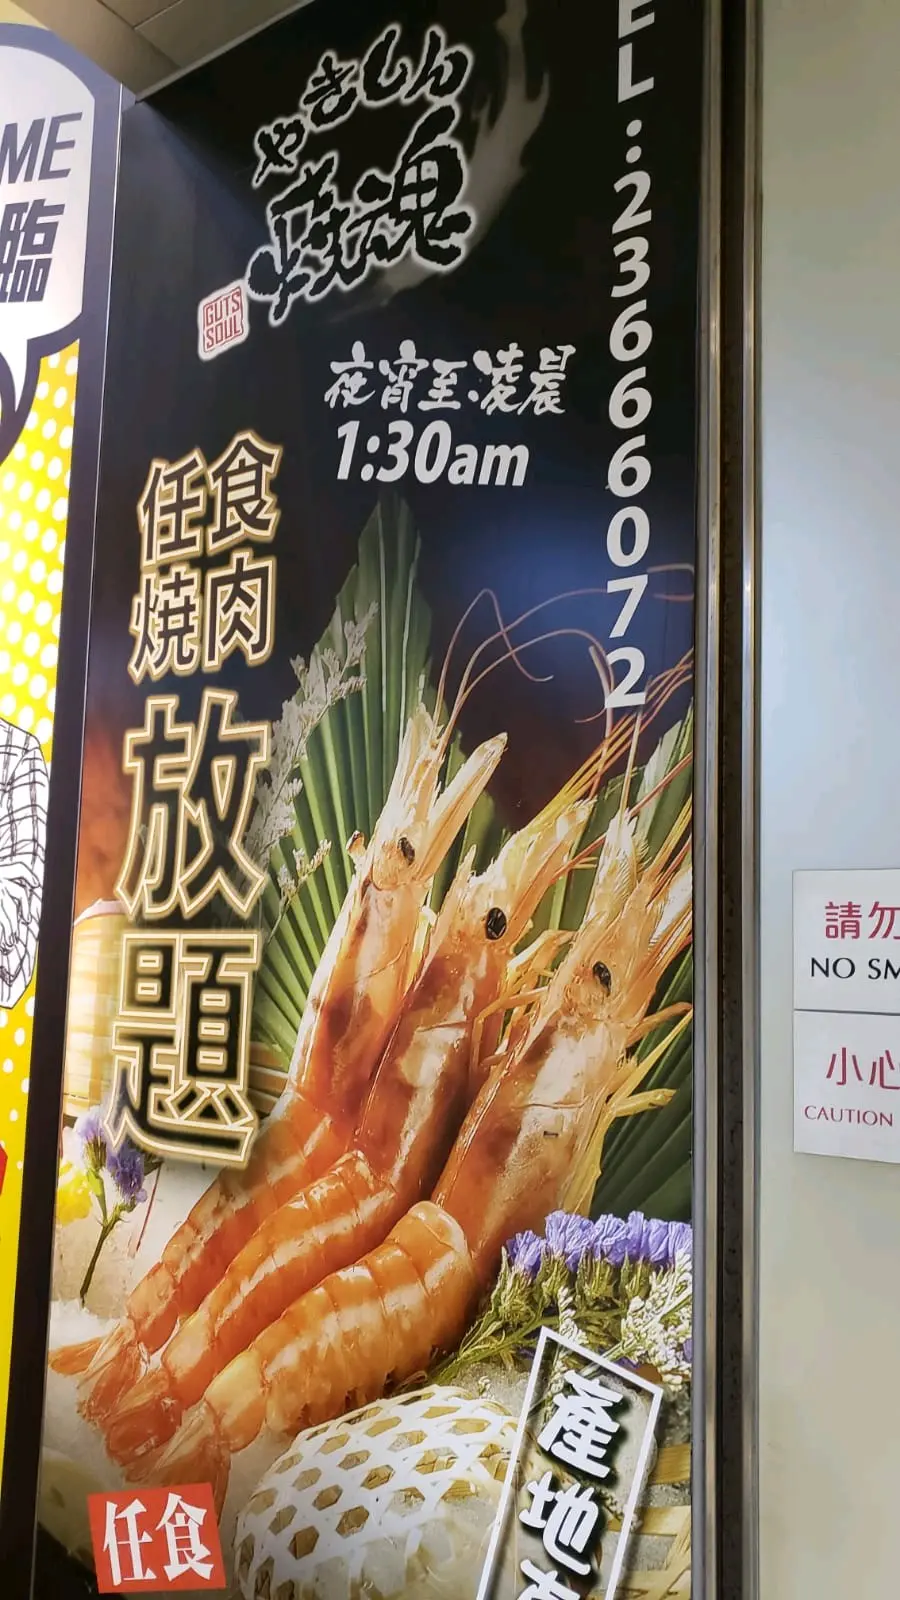 ME
臨
やきしん
燒魂
GUTS
SOUL
EL:23666072
夜宵至凌晨
1:30am
任食
燒肉
放題
任食
產地
請勿
NO SM
小心
CAUTION